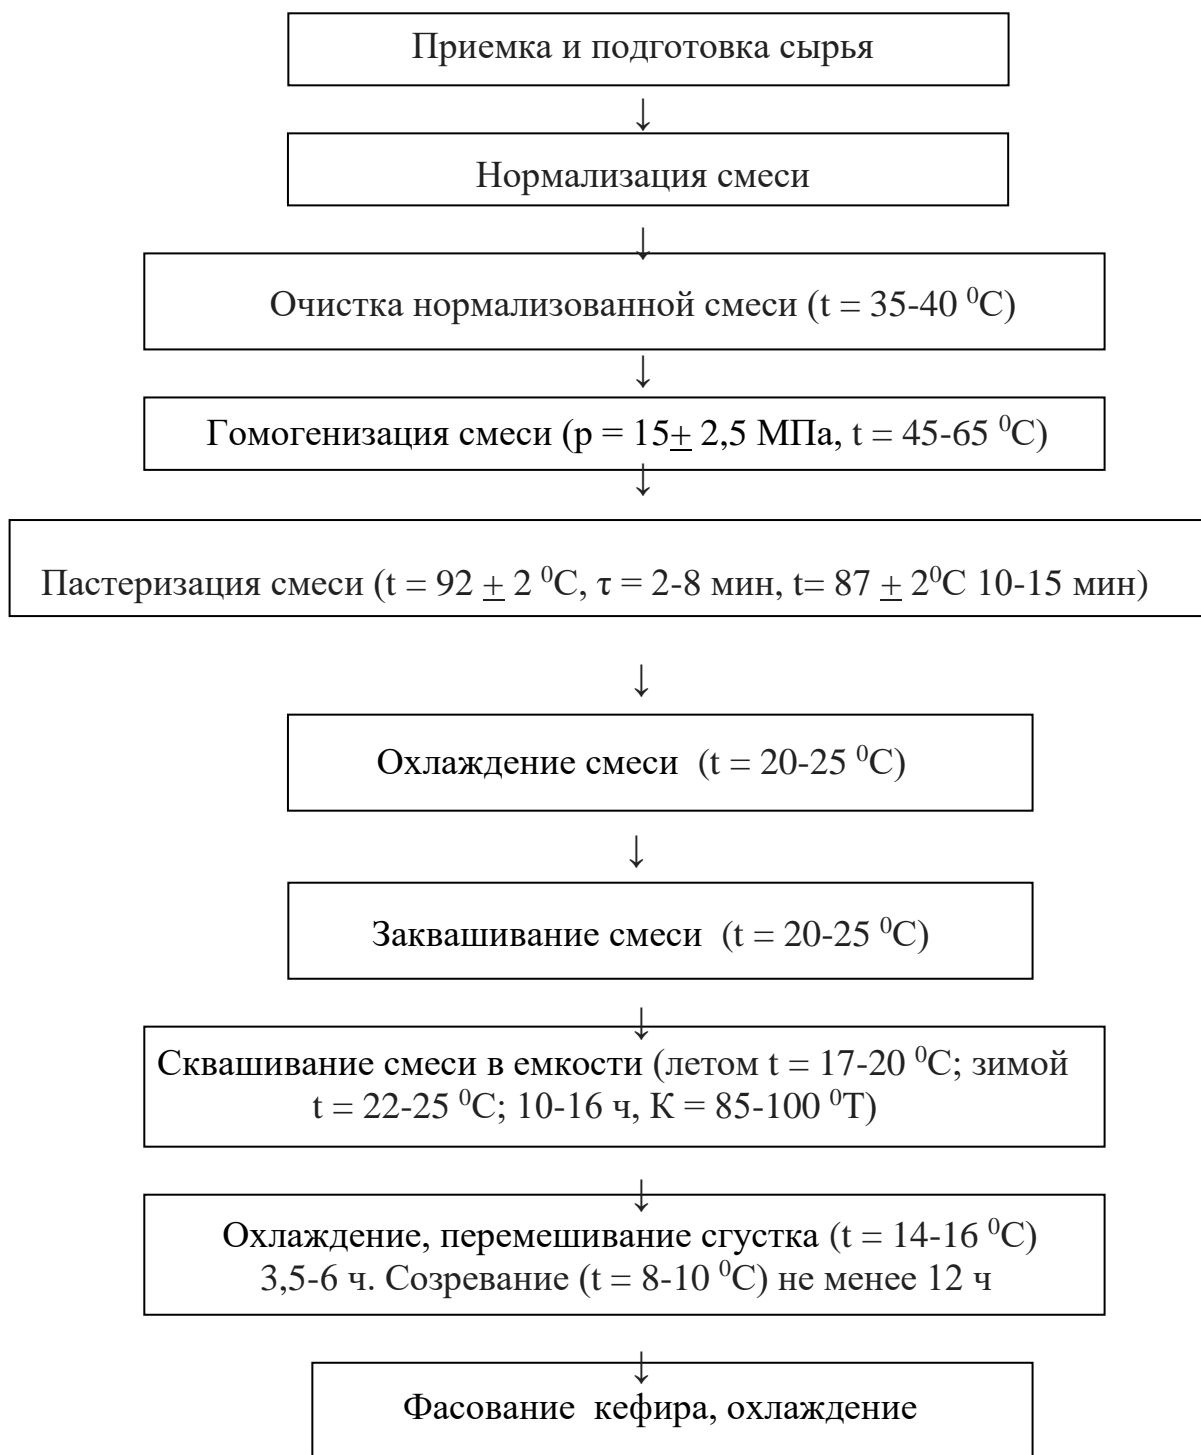 Приемка и подготовка сырья
↓
Нормализация смеси
↓
Очистка нормализованной смеси (t = 35-40 ⁰С)
↓
Гомогенизация смеси (p = 15± 2,5 МПа, t = 45-65 ⁰С)
↓
Пастеризация смеси (t = 92 ± 2 ⁰С, τ = 2-8 мин, t= 87 ± 2⁰С 10-15 мин)
↓
Охлаждение смеси (t = 20-25 ⁰С)
↓
Заквашивание смеси (t = 20-25 ⁰С)
↓
Сквашивание смеси в емкости (летом t = 17-20 ⁰С; зимой
t = 22-25 ⁰С; 10-16 ч, К = 85-100 ⁰Т)
↓
Охлаждение, перемешивание сгустка (t = 14-16 ⁰С)
3,5-6 ч. Созревание (t = 8-10 ⁰С) не менее 12 ч
↓
Фасование кефира, охлаждение